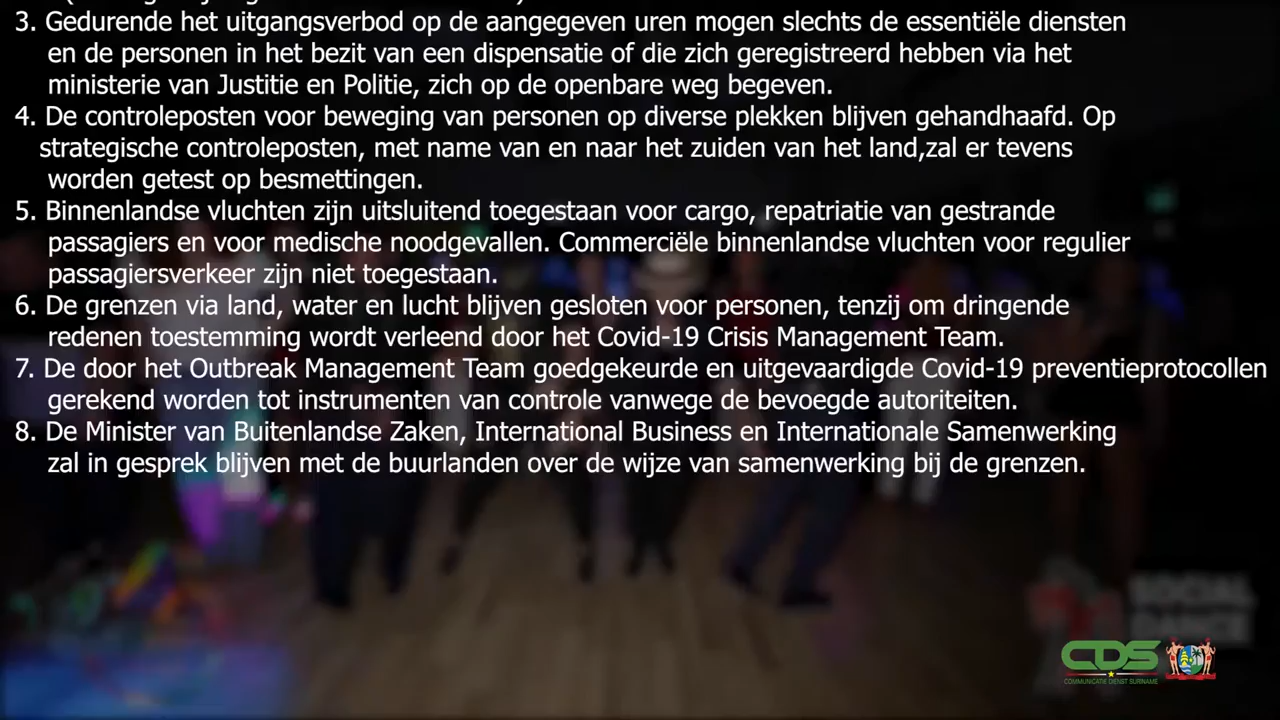 3. Gedurende het uitgangsverbod op de aangegeven uren mogen slechts de essentiële diensten
en de personen in het bezit van een dispensatie of die zich geregistreerd hebben via het
ministerie van Justitie en Politie, zich op de openbare weg begeven.
4. De controleposten voor beweging van personen op diverse plekken blijven gehandhaafd. Op
strategische controleposten, met name van en naar het zuiden van het land,zal er tevens
worden getest op besmettingen.
5. Binnenlandse vluchten zijn uitsluitend toegestaan voor cargo, repatriatie van gestrande
passagiers en voor medische noodgevallen. Commerciële binnenlandse vluchten voor regulier
passagiersverkeer zijn niet toegestaan.
6. De grenzen via land, water en lucht blijven gesloten voor personen, tenzij om dringende
redenen toestemming wordt verleend door het Covid-19 Crisis Management Team.
7. De door het Outbreak Management Team goedgekeurde en uitgevaardigde Covid-19 preventieprotocollen
gerekend worden tot instrumenten van controle vanwege de bevoegde autoriteiten.
8. De Minister van Buitenlandse Zaken, International Business en Internationale Samenwerking
zal in gesprek blijven met de buurlanden over de wijze van samenwerking bij de grenzen.
SOCIAL
DANCE
CDS
COMMUNICATIE DIENST SURINAME